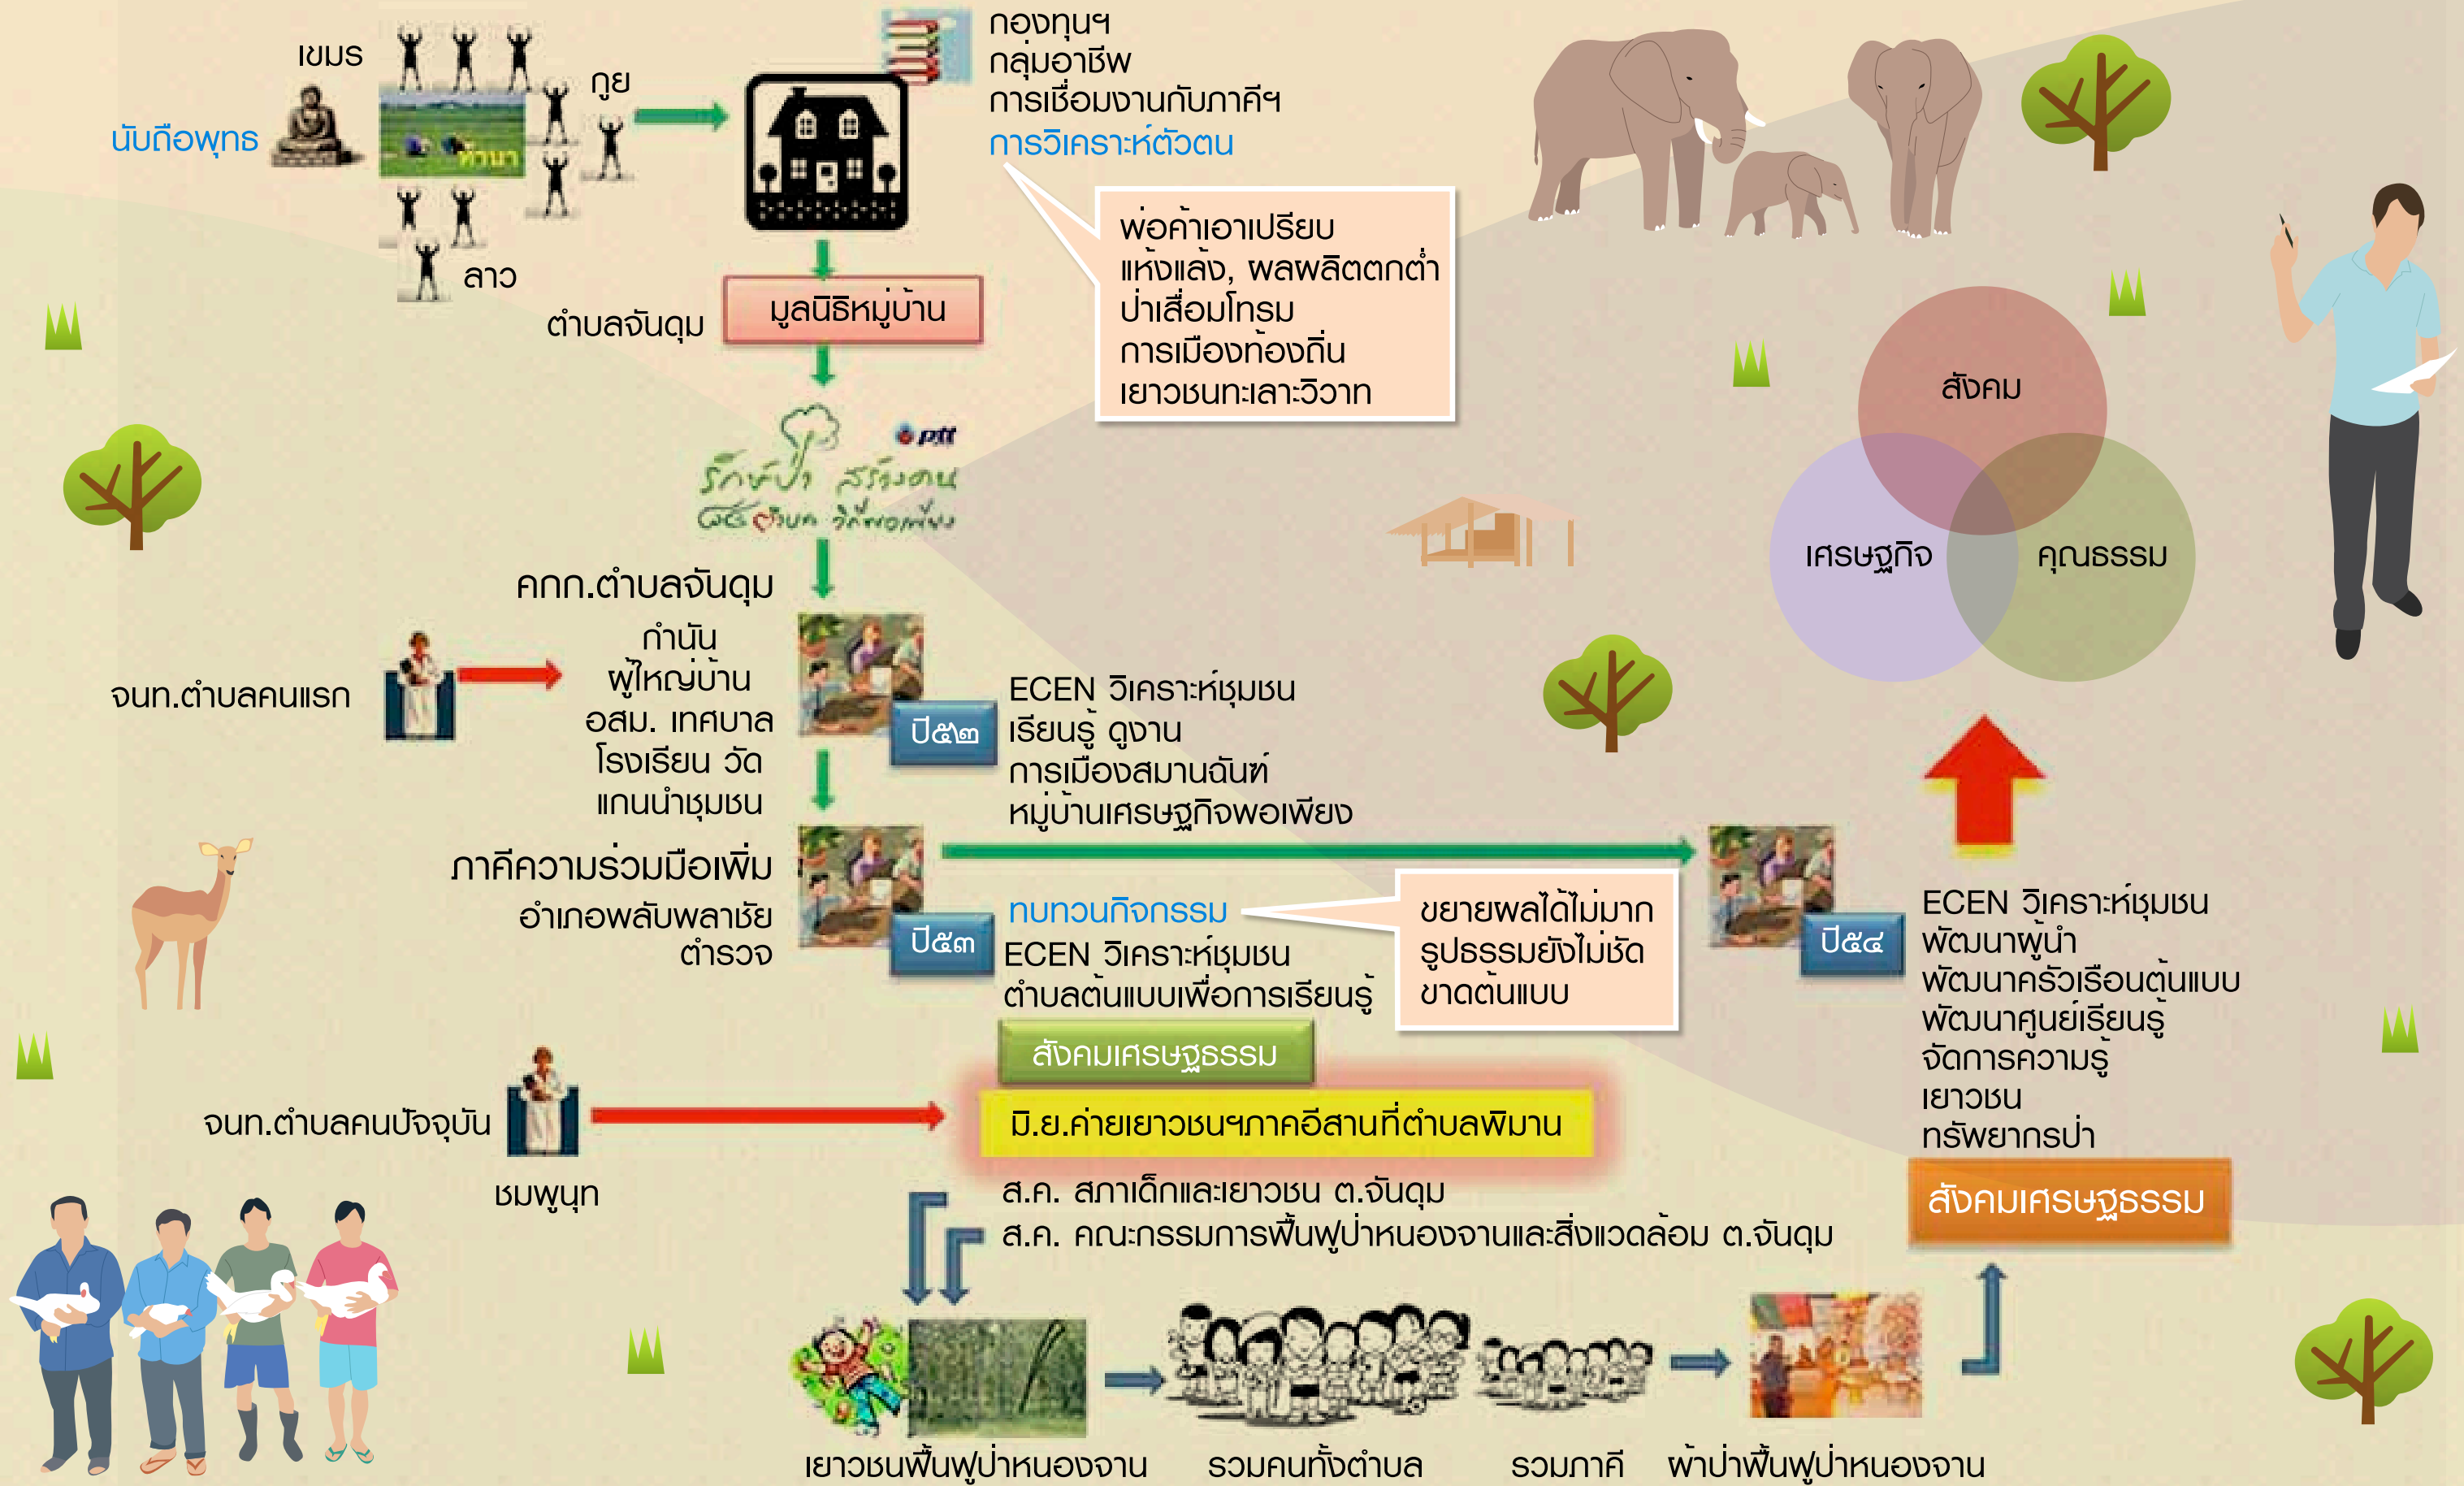 เขมร
นับถือพุทธ
ทำนา
กูย
ลาว
กองทุนฯ
กลุ่มอาชีพ
การเชื่อมงานกับภาคีฯ
การวิเคราะห์ตัวตน
พ่อค้าเอาเปรียบ
แห้งแล้ง, ผลผลิตตกต่ำ
ป่าเสื่อมโทรม
การเมืองท้องถิ่น
เยาวชนทะเลาะวิวาท
ตำบลจันดุม
มูลนิธิหมู่บ้าน
ptt
รักษ์ป่า สร้างคน
๘๔ ตำบล วิถีพอเพียง
สังคม
เศรษฐกิจ
คุณธรรม
คกก.ตำบลจันดุม
กำนัน
ผู้ใหญ่บ้าน
อสม. เทศบาล
โรงเรียน วัด
แกนนำชุมชน
จนท.ตำบลคนแรก
ปี๕๒
ECEN วิเคราะห์ชุมชน
เรียนรู้ ดูงาน
การเมืองสมานฉันท์
หมู่บ้านเศรษฐกิจพอเพียง
ภาคีความร่วมมือเพิ่ม
อำเภอพลับพลาชัย
ตำรวจ
ปี๕๓
ทบทวนกิจกรรม
ECEN วิเคราะห์ชุมชน
ตำบลต้นแบบเพื่อการเรียนรู้
ขยายผลได้ไม่มาก
รูปธรรมยังไม่ชัด
ขาดต้นแบบ
ปี๕๔
ECEN วิเคราะห์ชุมชน
พัฒนาผู้นำ
พัฒนาครัวเรือนต้นแบบ
พัฒนาศูนย์เรียนรู้
จัดการความรู้
เยาวชน
ทรัพยากรป่า
สังคมเศรษฐธรรม
สังคมเศรษฐธรรม
จนท.ตำบลคนปัจจุบัน
ชมพูนุท
มิ.ย.ค่ายเยาวชนฯภาคอีสานที่ตำบลพิมาน
ส.ค. สภาเด็กและเยาวชน ต.จันดุม
ส.ค. คณะกรรมการฟื้นฟูป่าหนองจานและสิ่งแวดล้อม ต.จันดุม
เยาวชนฟื้นฟูป่าหนองจาน
รวมคนทั้งตำบล
รวมภาคี
ผ้าป่าฟื้นฟูป่าหนองจาน